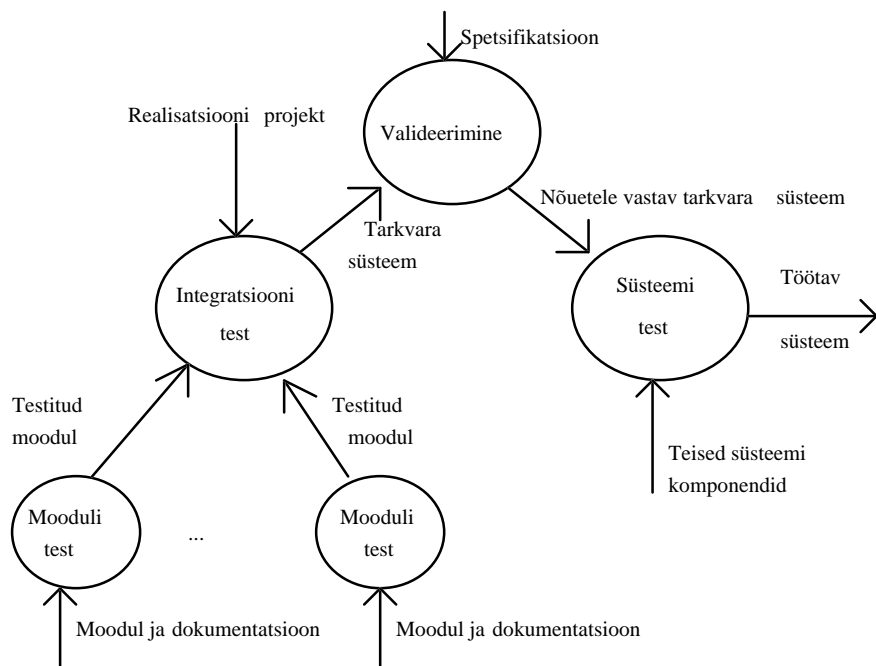 Spetsifikatsioon
Realisatsiooni projekt
Valideerimine
Nõuetele vastav tarkvara süsteem
Tarkvara
süsteem
Integratsiooni
test
Süsteemi
test
Töötav
süsteem
Testitud
moodul
Testitud
moodul
Teised süsteemi
komponendid
Mooduli
test
...
Mooduli
test
Moodul ja dokumentatsioon
Moodul ja dokumentatsioon